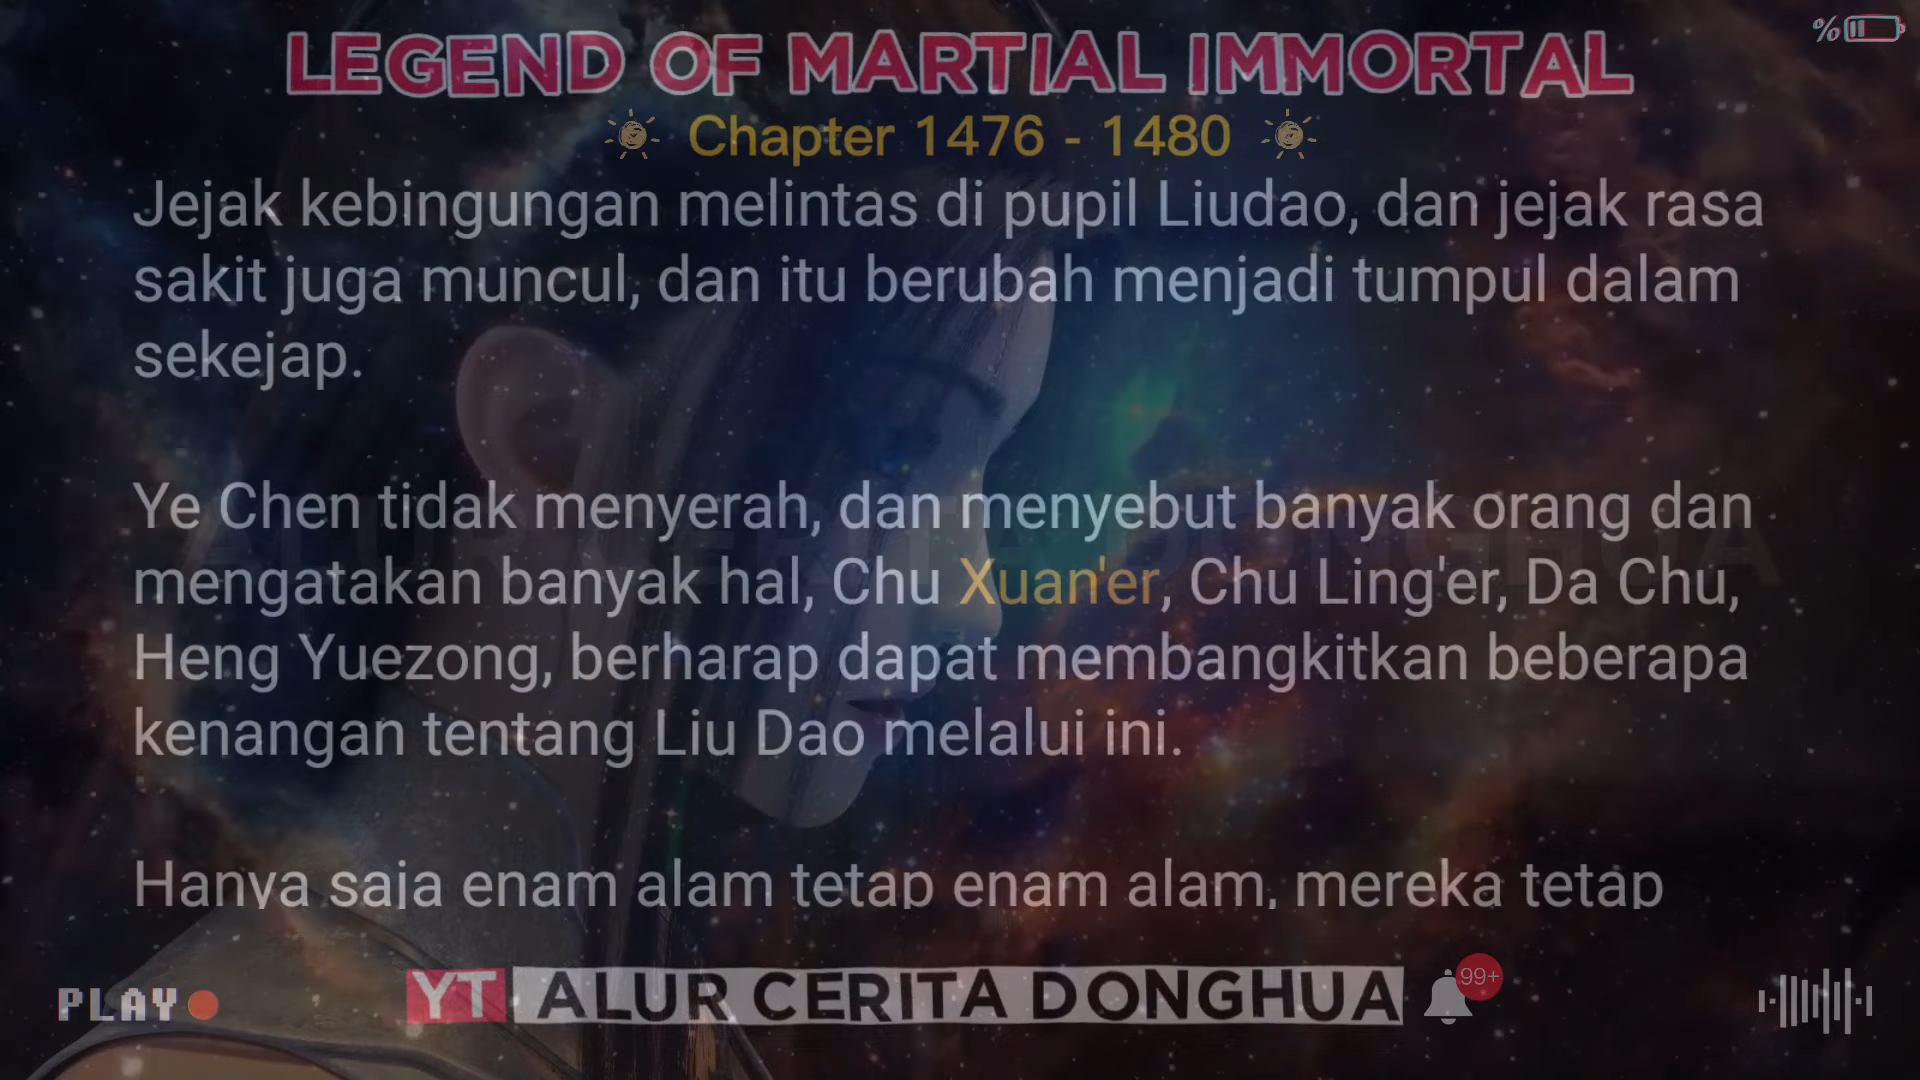 LEGEND OF MARTIAL IMMORTAL
%
Chapter 1476 - 1480
Jejak kebingungan melintas di pupil Liudao, dan jejak rasa
sakit juga muncul, dan itu berubah menjadi tumpul dalam
sekejap.
Ye Chen tidak menyerah, dan menyebut banyak orang dan
mengatakan banyak hal, Chu Xuan'er, Chu Ling'er, Da Chu,
Heng Yuezong, berharap dapat membangkitkan beberapa
kenangan tentang Liu Dao melalui ini.
Hanya saja enam alam tetap enam alam, mereka tetap
ALUR CERITA DONGHUA
PLAY
YT ALUR CERITA DONGHUA
99+